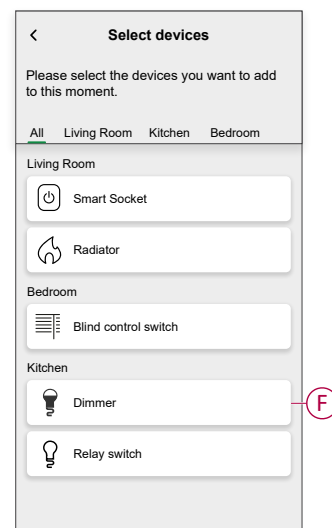 Select devices
Please select the devices you want to add
to this moment.
All Living Room Kitchen Bedroom
Living Room
Smart Socket
Radiator
Bedroom
Blind control switch
Kitchen
Dimmer
F
Relay switch